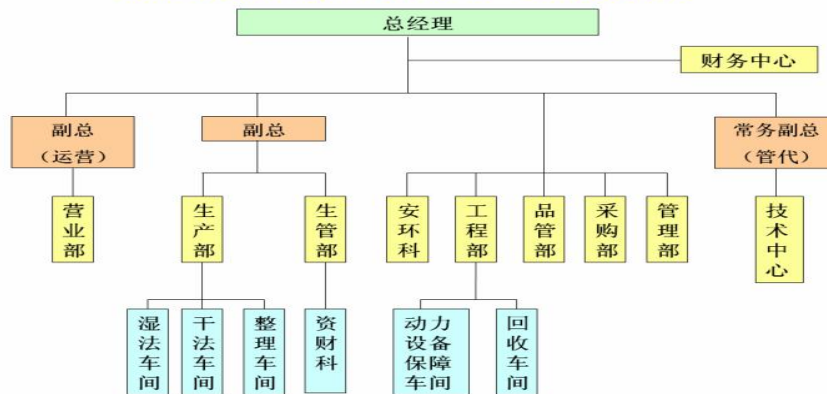 总经理
财务中心
副总
（运营）
副总
常务副总
（管代）
营业部
生产部
生管部
安环科
工程部
品管部
采购部
管理部
技术中心
湿法车间
干法车间
整理车间
资财科
动力设备保障车间
回收车间